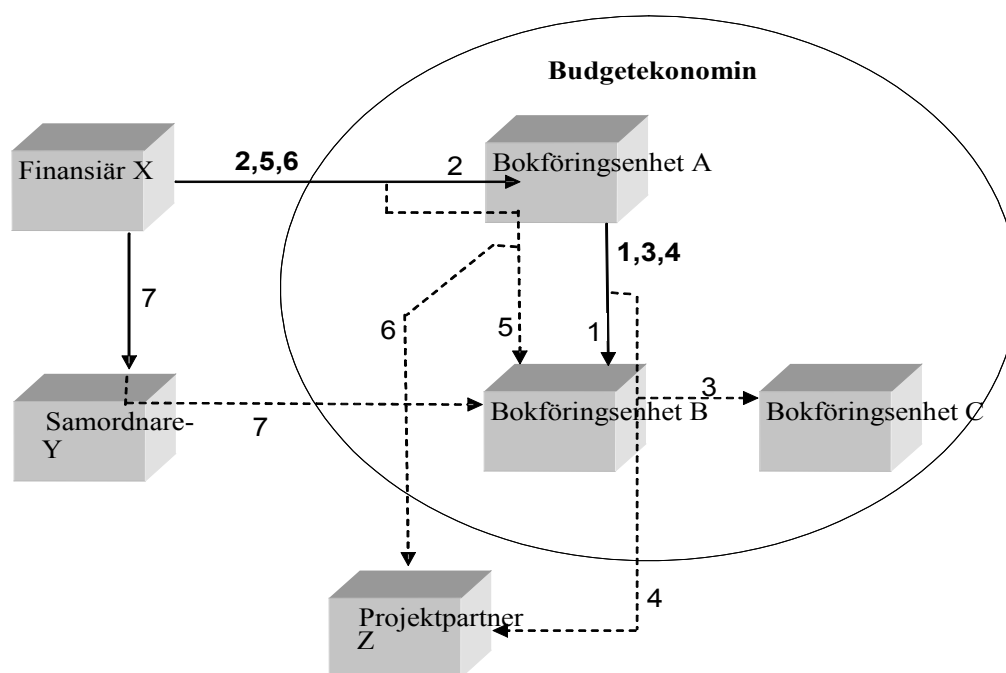 Budgetekonomin
Finansiär X
2,5,6
2
Bokföringsenhet A
1,3,4
7
6
5
1
Samordnare-
Y
7
Bokföringsenhet B
3
Bokföringsenhet C
Projektpartner
Z
4